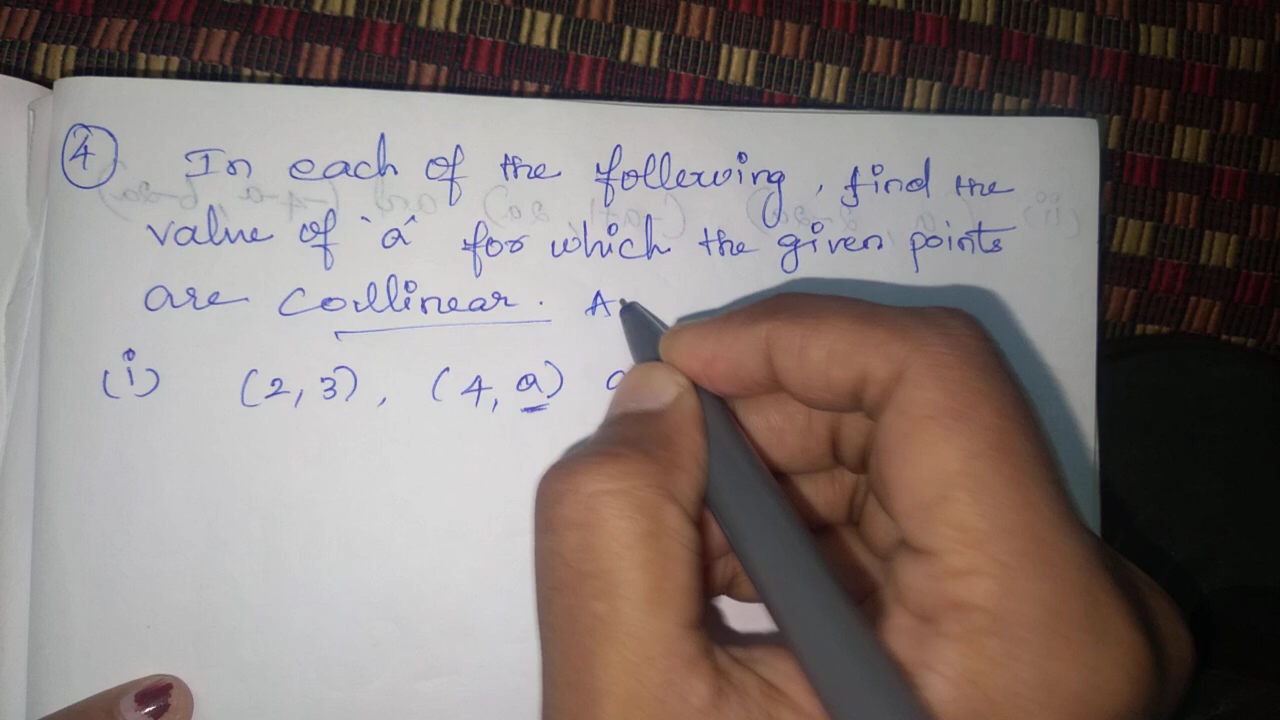 ④ In each of the following, find the
value of 'a' for which the given points
are collinear. A
(i) (2,3), (4,a) a